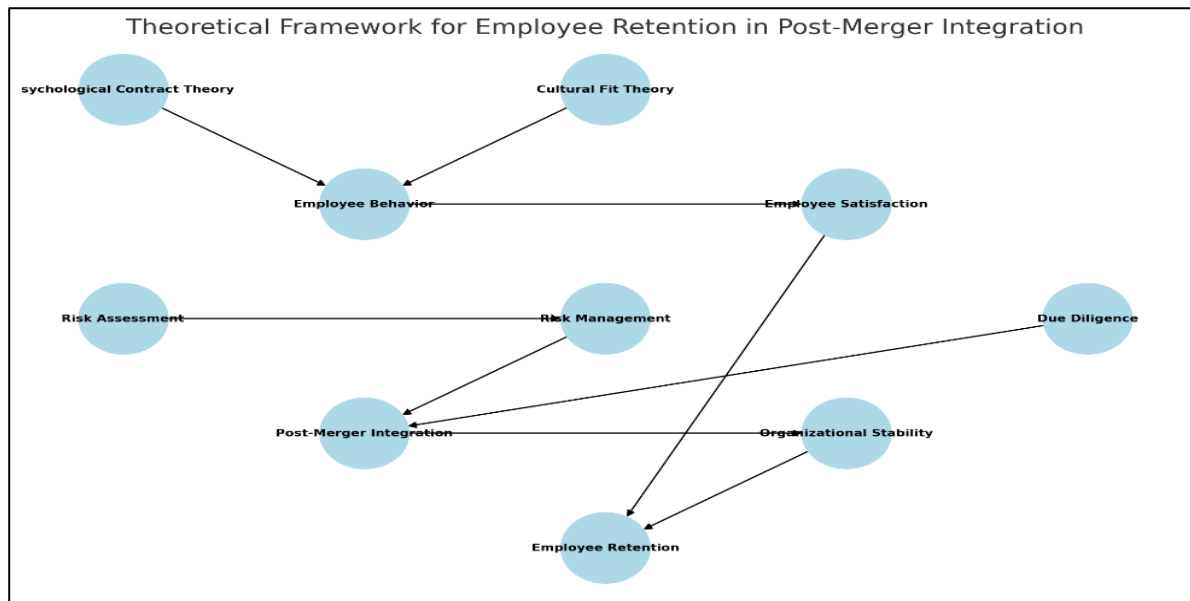 Theoretical Framework for Employee Retention in Post-Merger Integration
sychological Contract Theory
Cultural Fit Theory
Employee Behavior
Employee Satisfaction
Risk Assessment
Risk Management
Due Diligence
Post-Merger Integration
Organizational Stability
Employee Retention